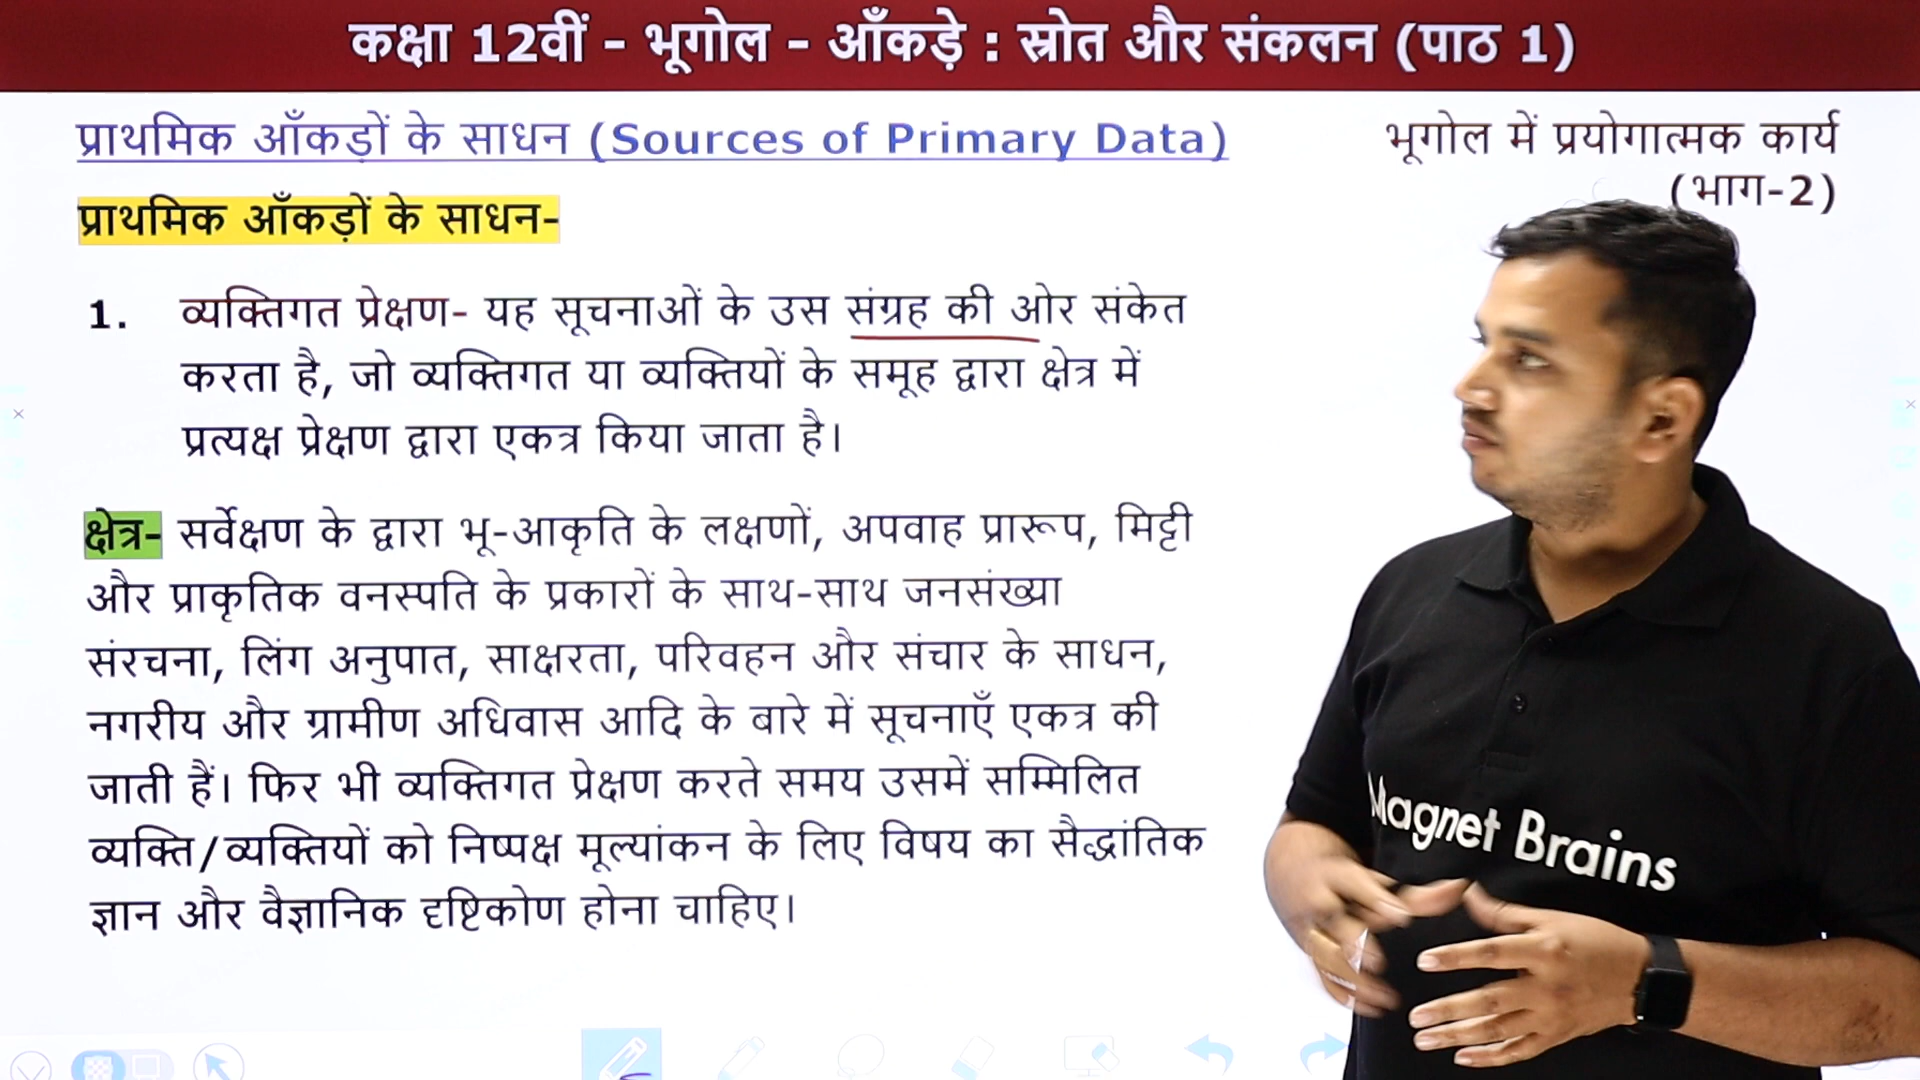 कक्षा 12वीं - भूगोल - आँकड़े : स्रोत और संकलन (पाठ 1)
प्राथमिक आँकड़ों के साधन (Sources of Primary Data)
भूगोल में प्रयोगात्मक कार्य
(भाग-2)
प्राथमिक आँकड़ों के साधन-
1. व्यक्तिगत प्रेक्षण- यह सूचनाओं के उस संग्रह की ओर संकेत
करता है, जो व्यक्तिगत या व्यक्तियों के समूह द्वारा क्षेत्र में
प्रत्यक्ष प्रेक्षण द्वारा एकत्र किया जाता है।
क्षेत्र- सर्वेक्षण के द्वारा भू-आकृति के लक्षणों, अपवाह प्रारूप, मिट्टी
और प्राकृतिक वनस्पति के प्रकारों के साथ-साथ जनसंख्या
संरचना, लिंग अनुपात, साक्षरता, परिवहन और संचार के साधन,
नगरीय और ग्रामीण अधिवास आदि के बारे में सूचनाएँ एकत्र की
जाती हैं। फिर भी व्यक्तिगत प्रेक्षण करते समय उसमें सम्मिलित
व्यक्ति/व्यक्तियों को निष्पक्ष मूल्यांकन के लिए विषय का सैद्धांतिक
ज्ञान और वैज्ञानिक दृष्टिकोण होना चाहिए।
Magnet Brains